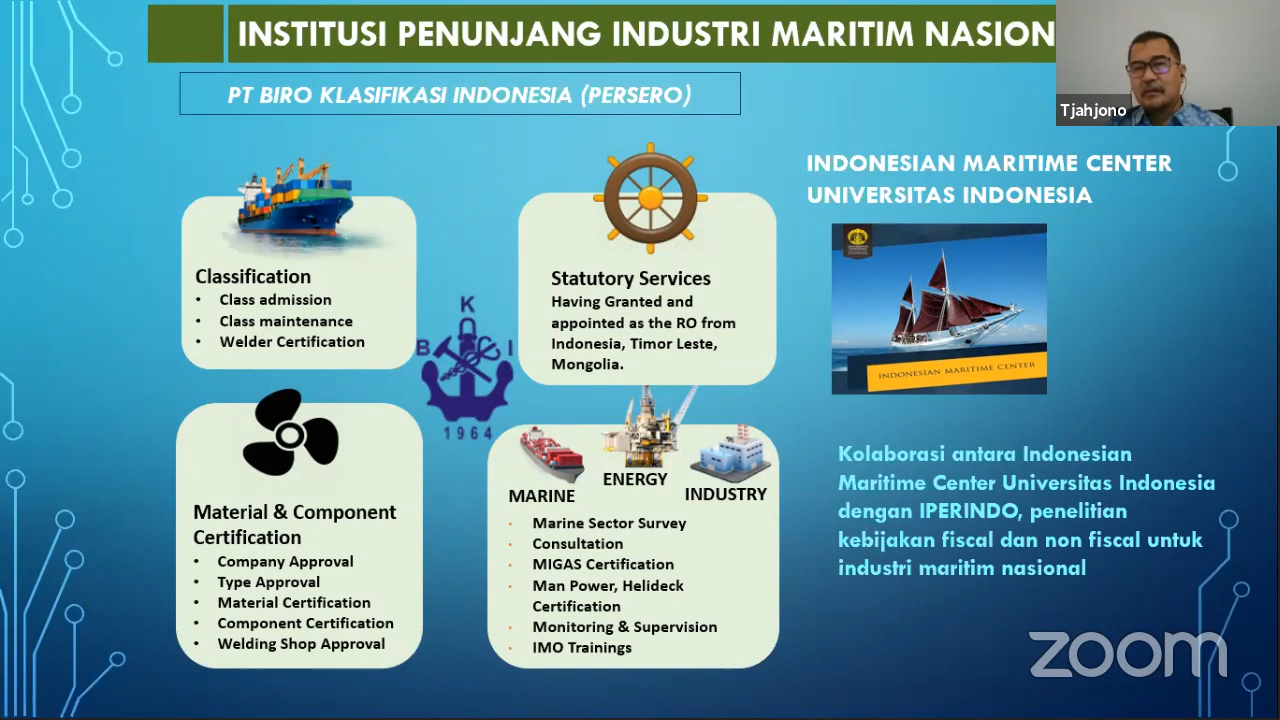 INSTITUSI PENUNJANG INDUSTRI MARITIM NASION
Tjahjono
PT BIRO KLASIFIKASI INDONESIA (PERSERO)
Classification
• Class admission
• Class maintenance
• Welder Certification
Statutory Services
Having Granted and
appointed as the RO from
Indonesia, Timor Leste,
Mongolia.
K
B I
1964
Material & Component
Certification
• Company Approval
• Type Approval
• Material Certification
• Component Certification
• Welding Shop Approval
MARINE
ENERGY
INDUSTRY
• Marine Sector Survey
• Consultation
• MIGAS Certification
• Man Power, Helideck
Certification
• Monitoring & Supervision
• IMO Trainings
INDONESIAN MARITIME CENTER
UNIVERSITAS INDONESIA
INDONESIAN MARITIME CENTER
Kolaborasi antara Indonesian
Maritime Center Universitas Indonesia
dengan IPERINDO, penelitian
kebijakan fiscal dan non fiscal untuk
industri maritim nasional
zoom